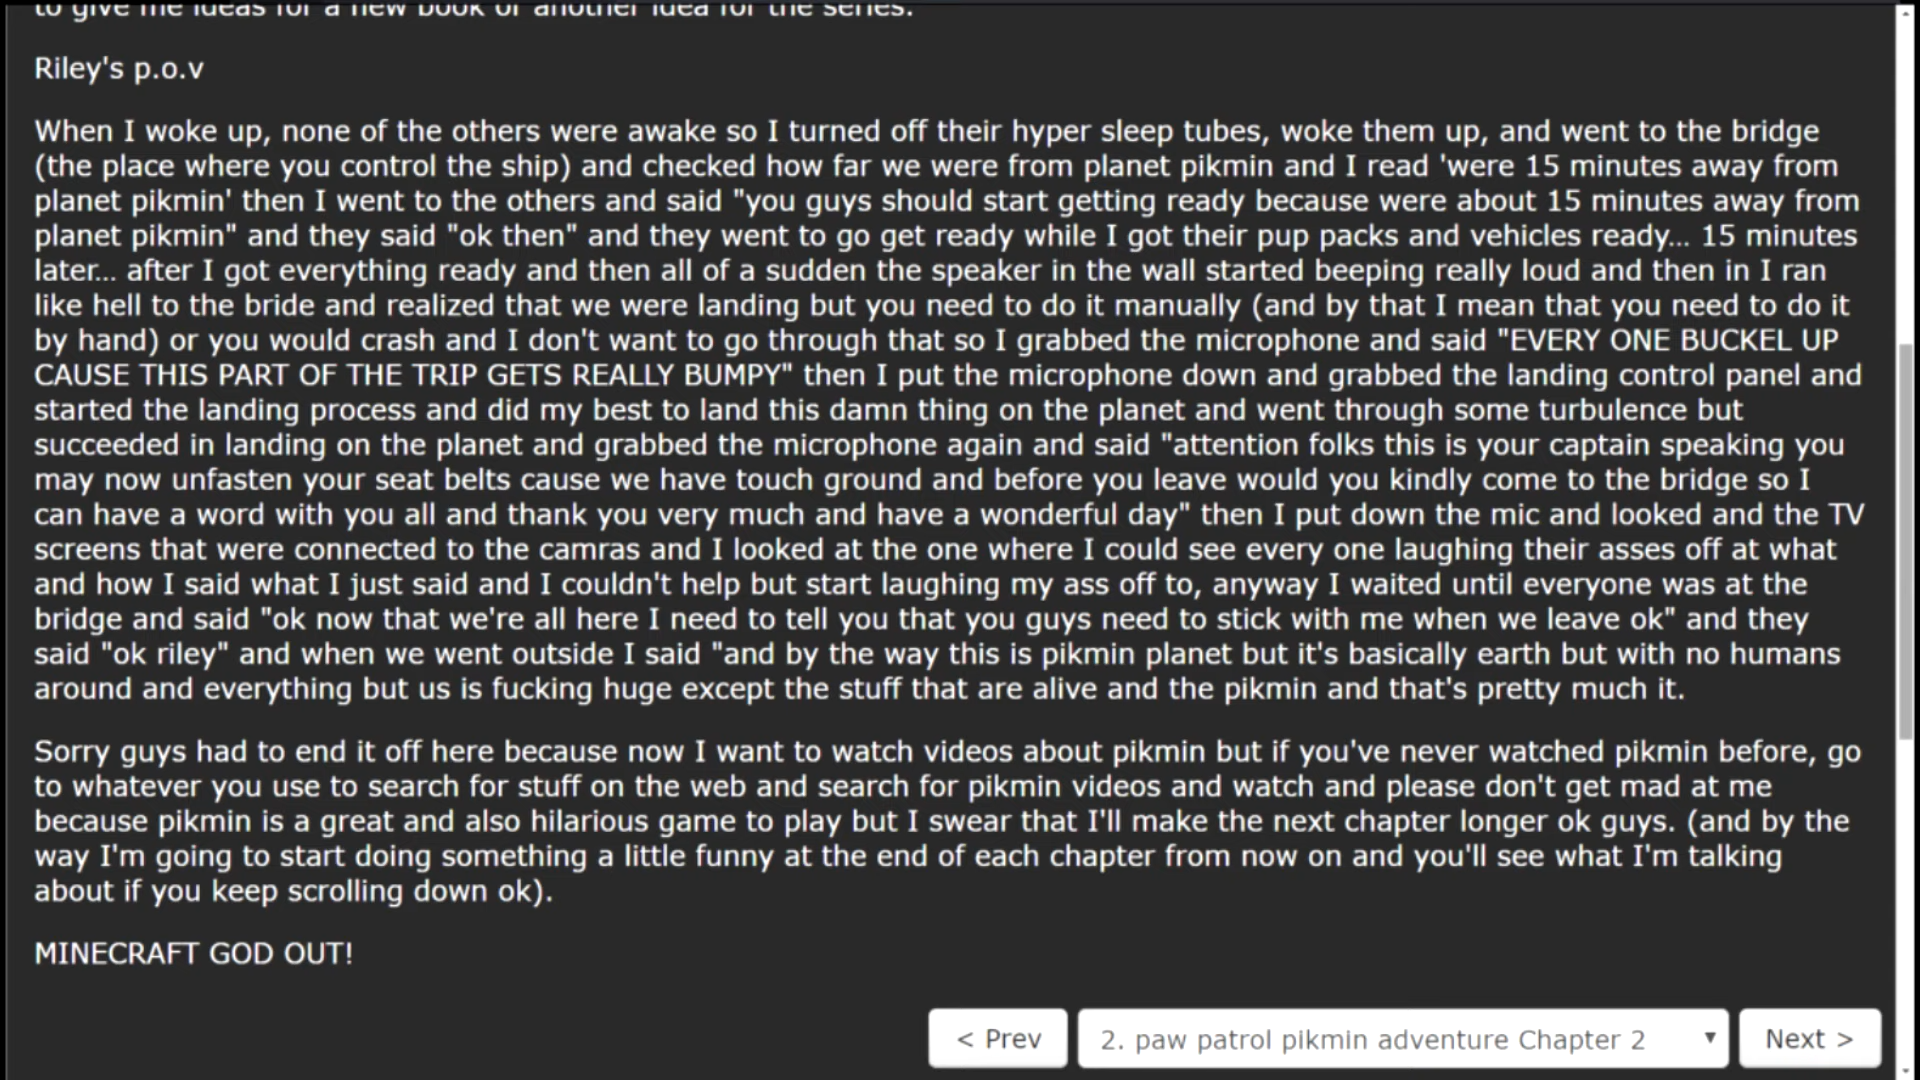 to give me ideas for a new book or another idea for the series.
Riley's p.o.v
When I woke up, none of the others were awake so I turned off their hyper sleep tubes, woke them up, and went to the bridge
(the place where you control the ship) and checked how far we were from planet pikmin and I read 'were 15 minutes away from
planet pikmin' then I went to the others and said "you guys should start getting ready because were about 15 minutes away from
planet pikmin" and they said "ok then" and they went to go get ready while I got their pup packs and vehicles ready... 15 minutes
later... after I got everything ready and then all of a sudden the speaker in the wall started beeping really loud and then in I ran
like hell to the bride and realized that we were landing but you need to do it manually (and by that I mean that you need to do it
by hand) or you would crash and I don't want to go through that so I grabbed the microphone and said "EVERY ONE BUCKEL UP
CAUSE THIS PART OF THE TRIP GETS REALLY BUMPY" then I put the microphone down and grabbed the landing control panel and
started the landing process and did my best to land this damn thing on the planet and went through some turbulence but
succeeded in landing on the planet and grabbed the microphone again and said "attention folks this is your captain speaking you
may now unfasten your seat belts cause we have touch ground and before you leave would you kindly come to the bridge so I
can have a word with you all and thank you very much and have a wonderful day" then I put down the mic and looked and the TV
screens that were connected to the camras and I looked at the one where I could see every one laughing their asses off at what
and how I said what I just said and I couldn't help but start laughing my ass off to, anyway I waited until everyone was at the
bridge and said "ok now that we're all here I need to tell you that you guys need to stick with me when we leave ok" and they
said "ok riley" and when we went outside I said "and by the way this is pikmin planet but it's basically earth but with no humans
around and everything but us is fucking huge except the stuff that are alive and the pikmin and that's pretty much it.
Sorry guys had to end it off here because now I want to watch videos about pikmin but if you've never watched pikmin before, go
to whatever you use to search for stuff on the web and search for pikmin videos and watch and please don't get mad at me
because pikmin is a great and also hilarious game to play but I swear that I'll make the next chapter longer ok guys. (and by the
way I'm going to start doing something a little funny at the end of each chapter from now on and you'll see what I'm talking
about if you keep scrolling down ok).
MINECRAFT GOD OUT!
< Prev 2. paw patrol pikmin adventure Chapter 2 ▼ Next >